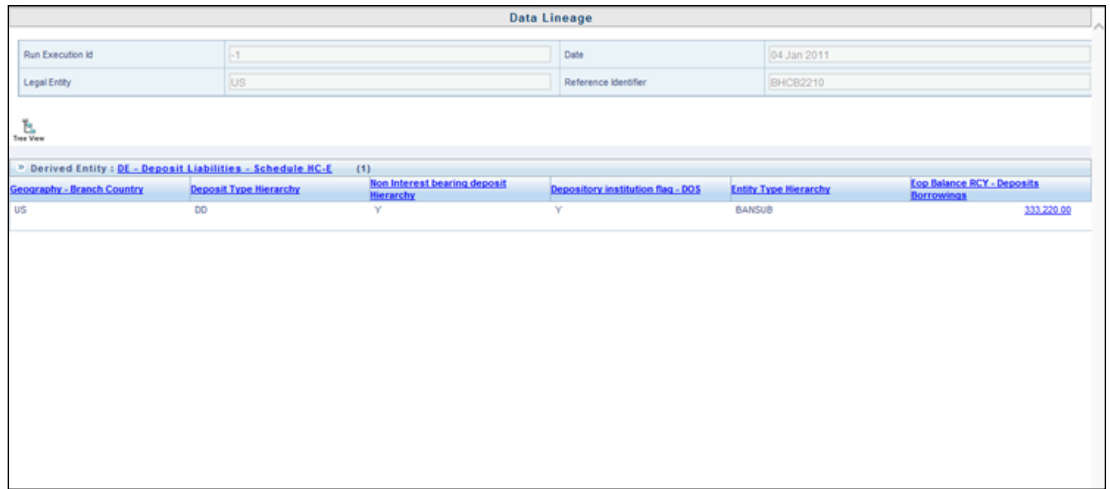 Data Lineage
Run Execution Id -1 Date 04 Jan 2011
Legal Entity US Reference Identifier BHCB2210
Tree View
» Derived Entity : DE - Deposit Liabilities - Schedule HC-E (1)
Geography - Branch Country Deposit Type Hierarchy Non Interest bearing deposit Hierarchy Depository institution flag - DOS Entity Type Hierarchy Eop Balance RCY - Deposits Borrowings
US DD Y Y BANSUB 333,220.00